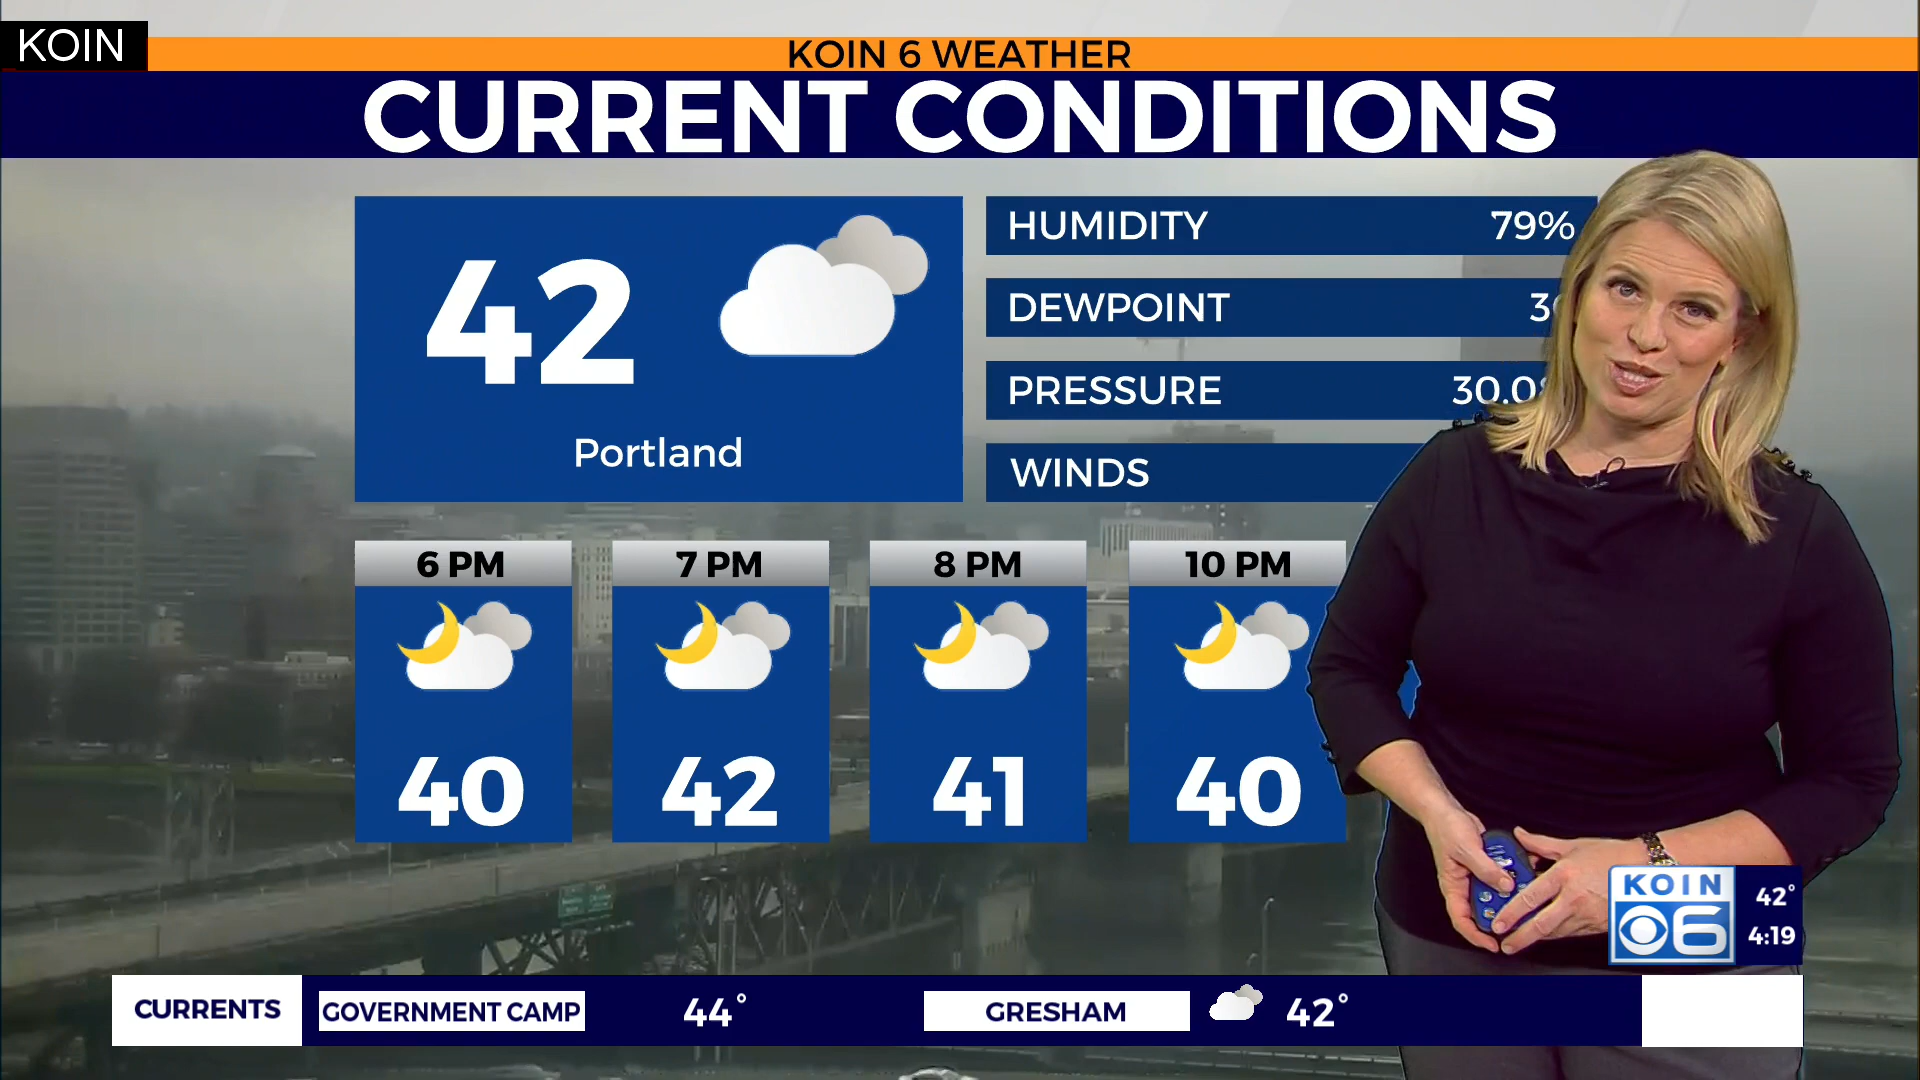 KOIN
KOIN 6 WEATHER
CURRENT CONDITIONS
42
Portland
HUMIDITY 79%
DEWPOINT
PRESSURE
WINDS
6 PM 7 PM 8 PM 10 PM
40 42 41 40
KOIN
6
42°
4:19
CURRENTS GOVERNMENT CAMP 44° GRESHAM 42°